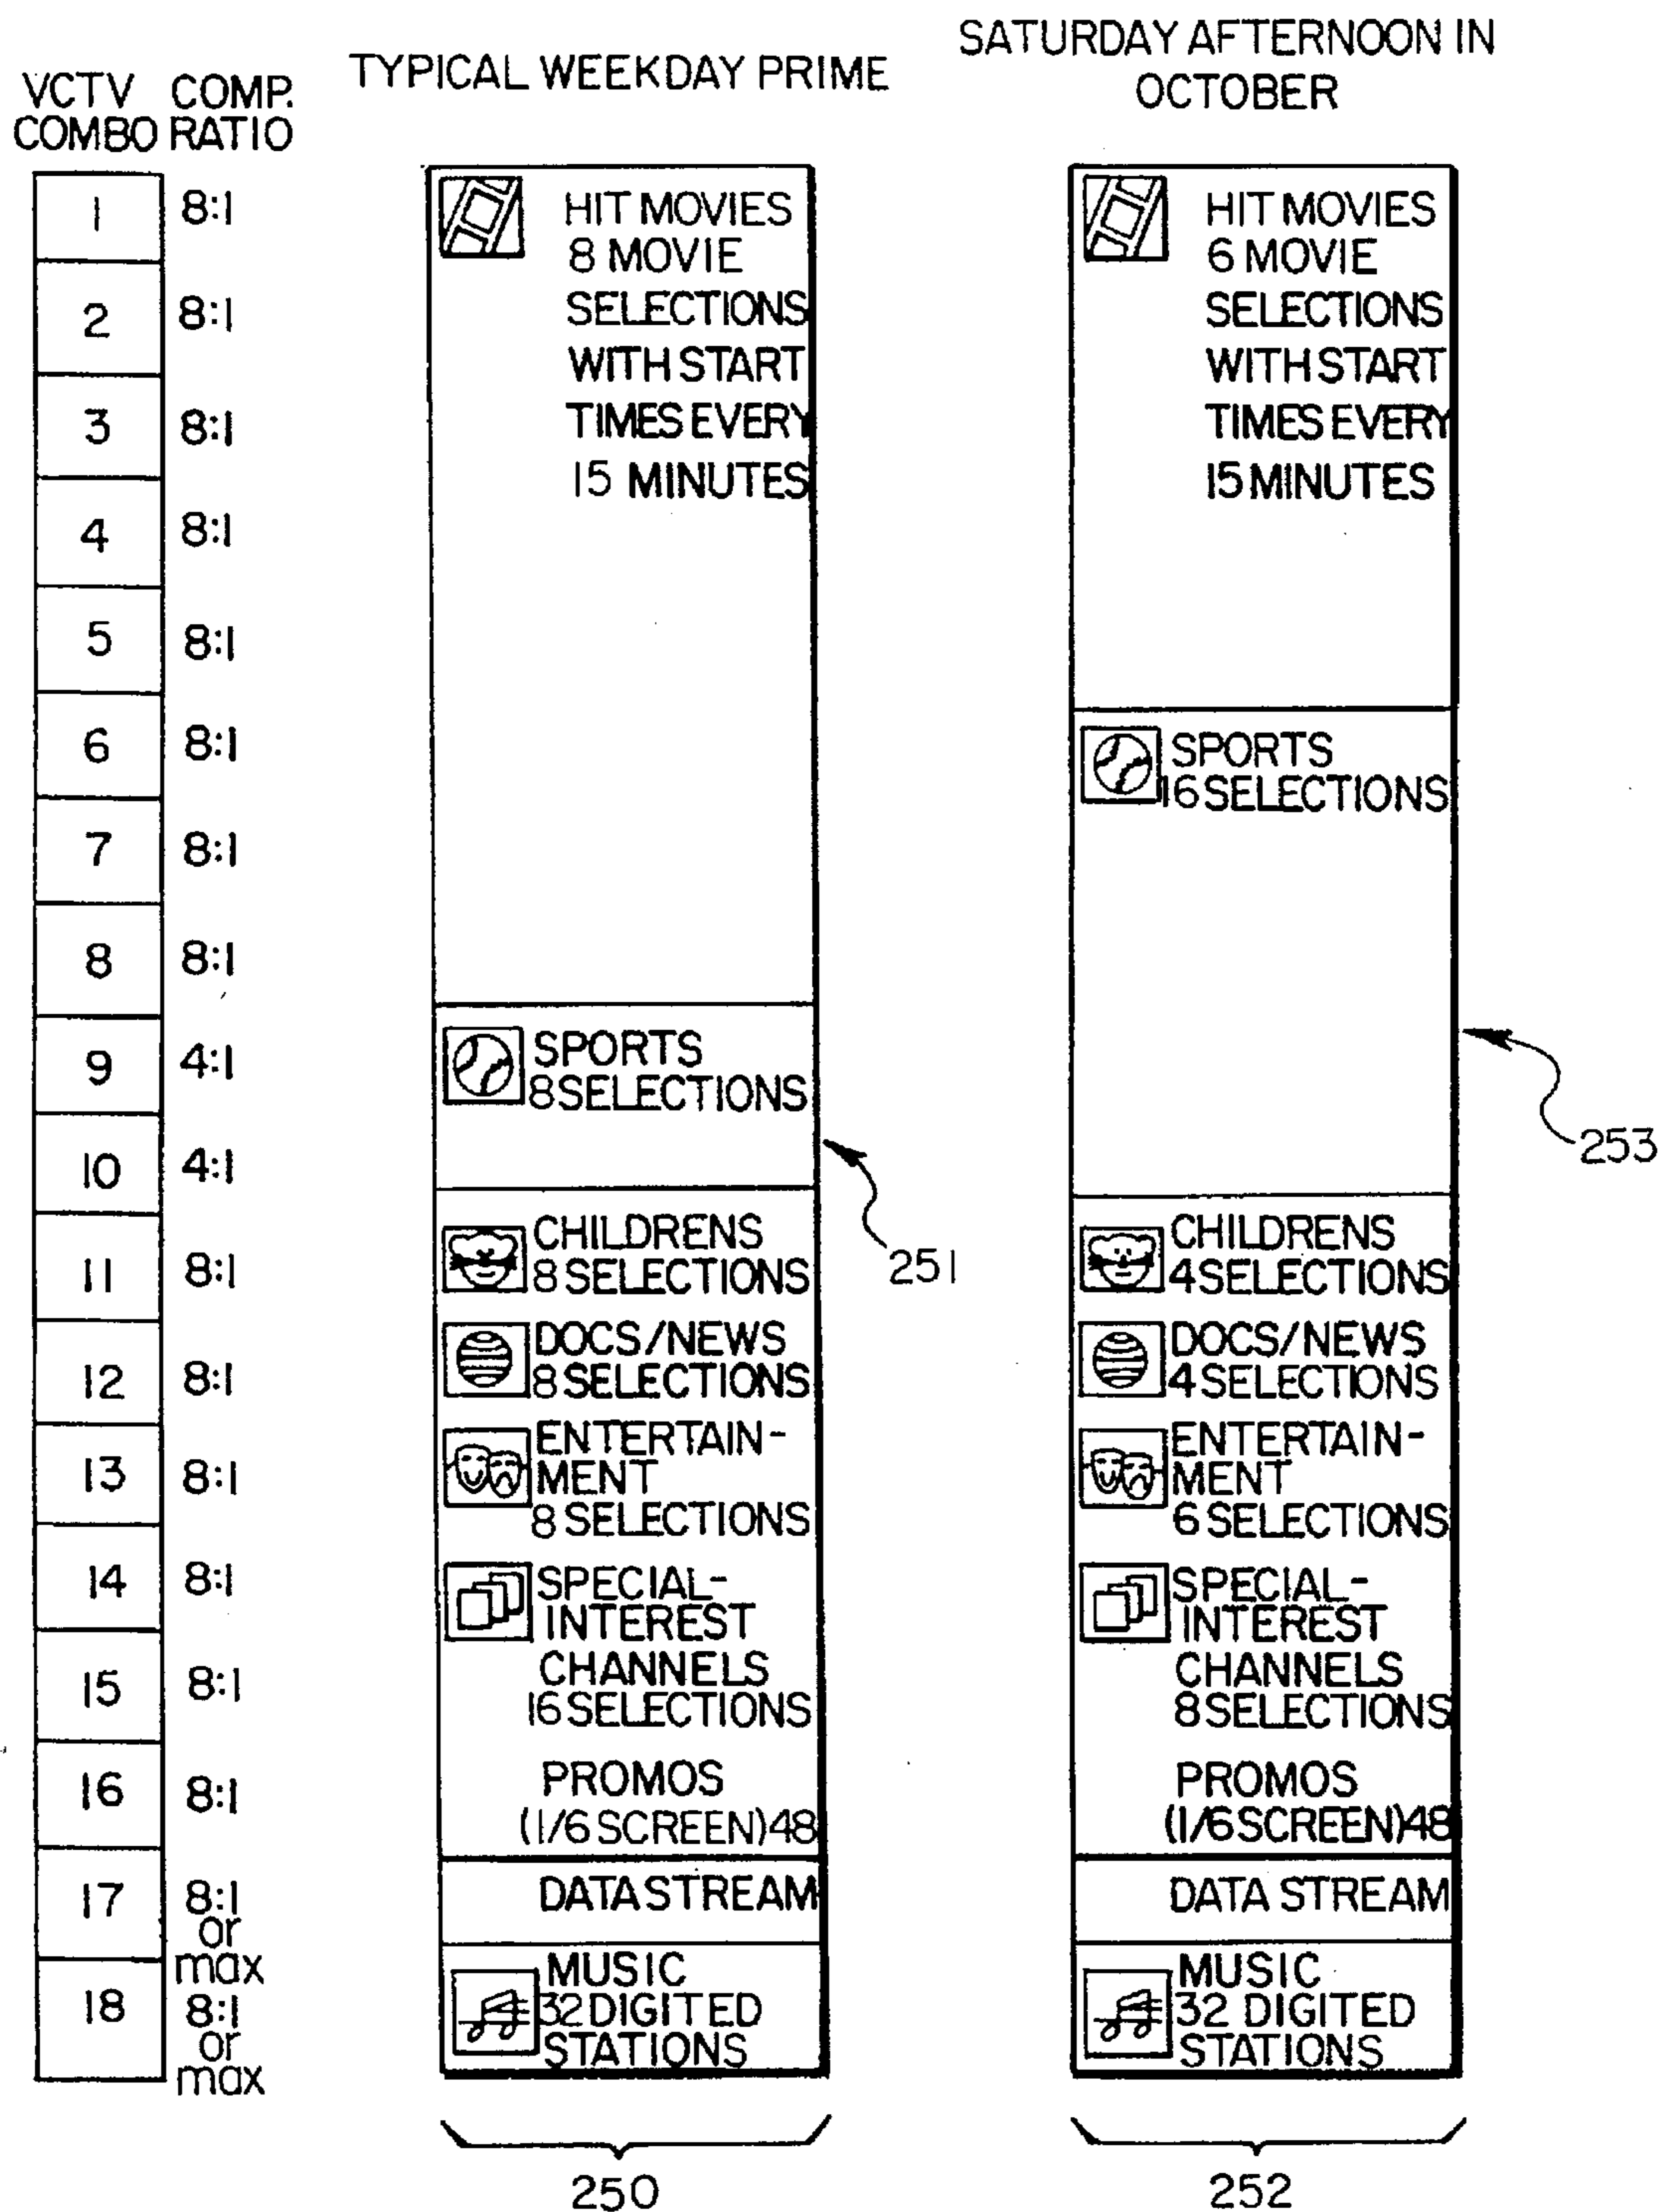 VCTV COMP.
COMBO RATIO
1 8:1
2 8:1
3 8:1
4 8:1
5 8:1
6 8:1
7 8:1
8 8:1
9 4:1
10 4:1
11 8:1
12 8:1
13 8:1
14 8:1
15 8:1
16 8:1
17 8:1
or
max
18 8:1
or
max
TYPICAL WEEKDAY PRIME
HIT MOVIES
8 MOVIE
SELECTIONS
WITH START
TIMES EVERY
15 MINUTES
SPORTS
8 SELECTIONS
251
CHILDRENS
8 SELECTIONS
DOCS/NEWS
8 SELECTIONS
ENTERTAIN-
MENT
8 SELECTIONS
SPECIAL-
INTEREST
CHANNELS
16 SELECTIONS
PROMOS
(1/6 SCREEN) 48
DATA STREAM
MUSIC
32 DIGITED
STATIONS
250
SATURDAY AFTERNOON IN
OCTOBER
HIT MOVIES
6 MOVIE
SELECTIONS
WITH START
TIMES EVERY
15 MINUTES
SPORTS
16 SELECTIONS
253
CHILDRENS
4 SELECTIONS
DOCS/NEWS
4 SELECTIONS
ENTERTAIN-
MENT
6 SELECTIONS
SPECIAL-
INTEREST
CHANNELS
8 SELECTIONS
PROMOS
(1/6 SCREEN) 48
DATA STREAM
MUSIC
32 DIGITED
STATIONS
252